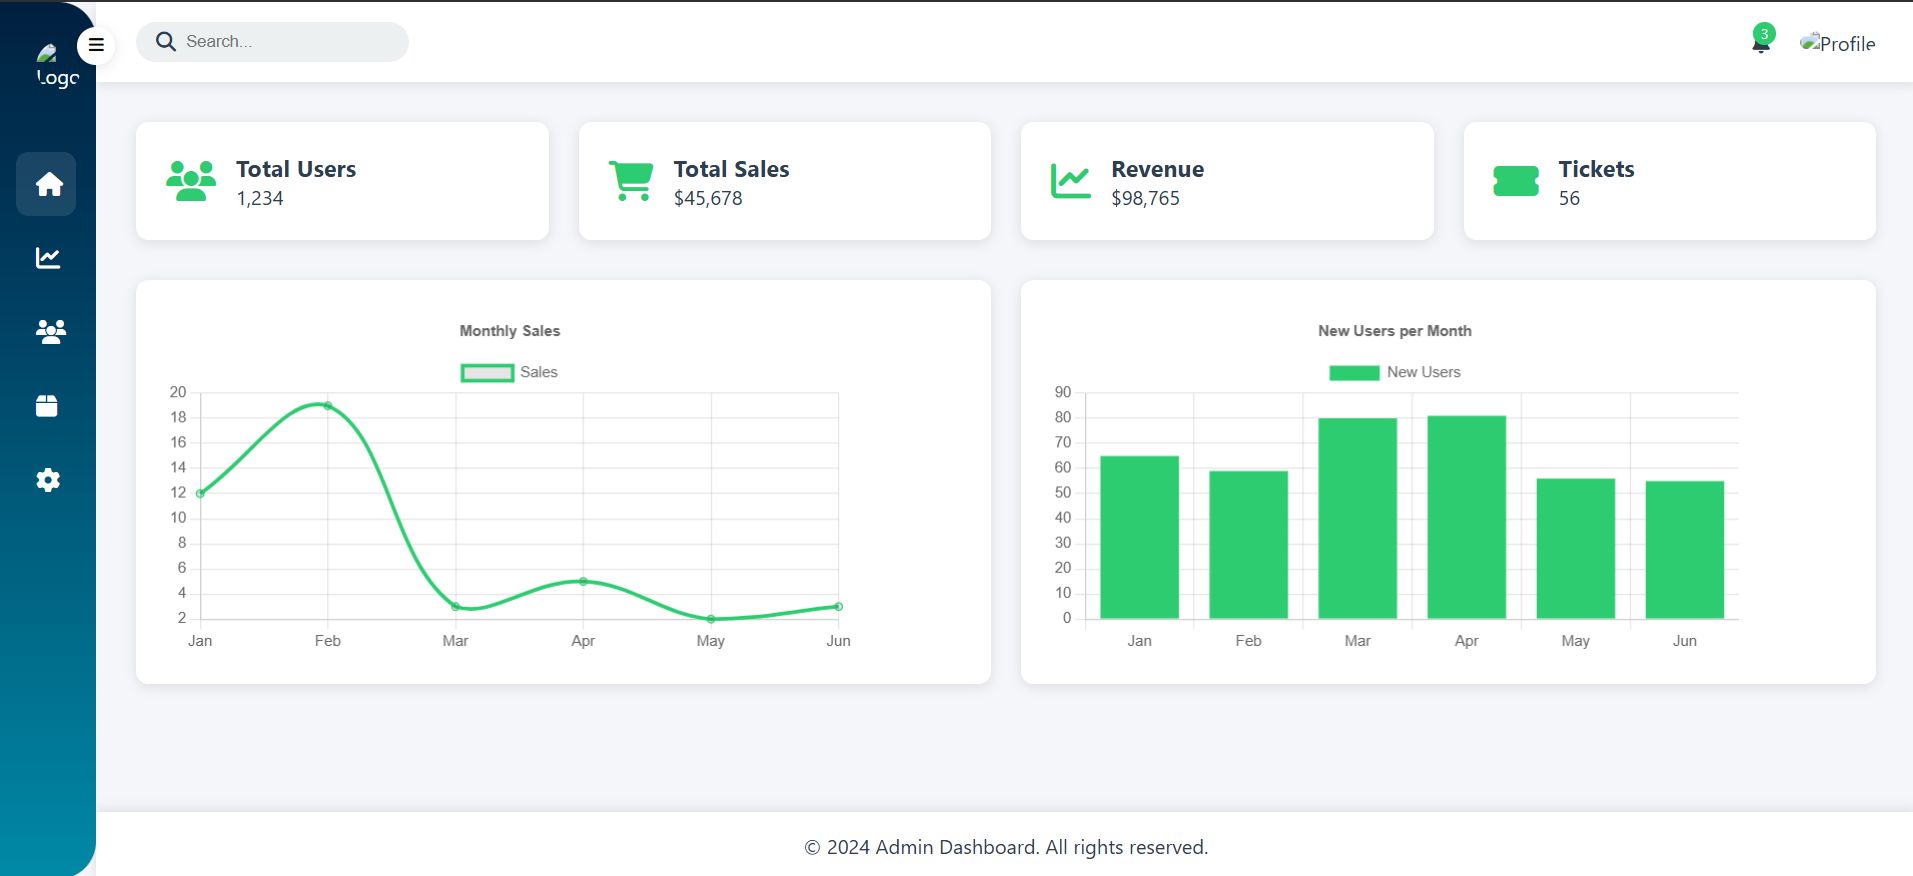 Logo
Search...
3
Profile
Total Users
1,234
Total Sales
$45,678
Revenue
$98,765
Tickets
56
Monthly Sales
Sales
20
18
16
14
12
10
8
6
4
2
Jan Feb Mar Apr May Jun
New Users per Month
New Users
90
80
70
60
50
40
30
20
10
0
Jan Feb Mar Apr May Jun
© 2024 Admin Dashboard. All rights reserved.